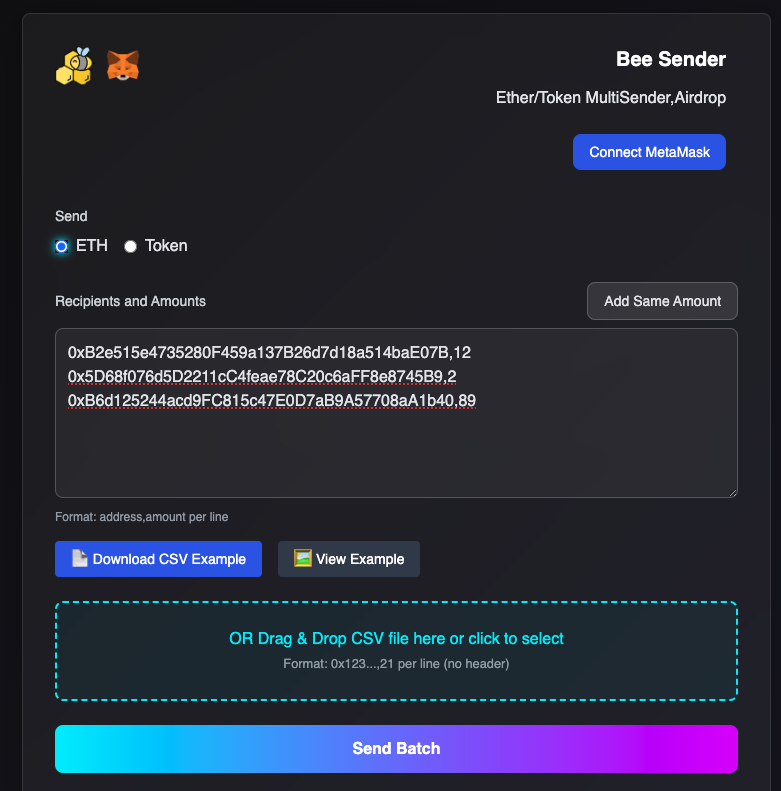 Bee Sender
Ether/Token MultiSender,Airdrop
Connect MetaMask
Send
ETH
Token
Recipients and Amounts
Add Same Amount
0xB2e515e4735280F459a137B26d7d18a514baE07B,12
0x5D68f076d5D2211cC4feae78C20c6aFF8e8745B9,2
0xB6d125244acd9FC815c47E0D7aB9A57708aA1b40,89
Format: address,amount per line
Download CSV Example
View Example
OR Drag & Drop CSV file here or click to select
Format: 0x123...,21 per line (no header)
Send Batch